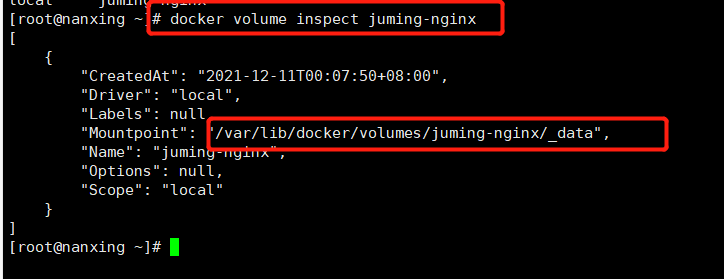 local juming-nginx
[root@nanxing ~]# docker volume inspect juming-nginx
[
    {
        "CreatedAt": "2021-12-11T00:07:50+08:00",
        "Driver": "local",
        "Labels": null,
        "Mountpoint": "/var/lib/docker/volumes/juming-nginx/_data",
        "Name": "juming-nginx",
        "Options": null,
        "Scope": "local"
    }
]
[root@nanxing ~]#